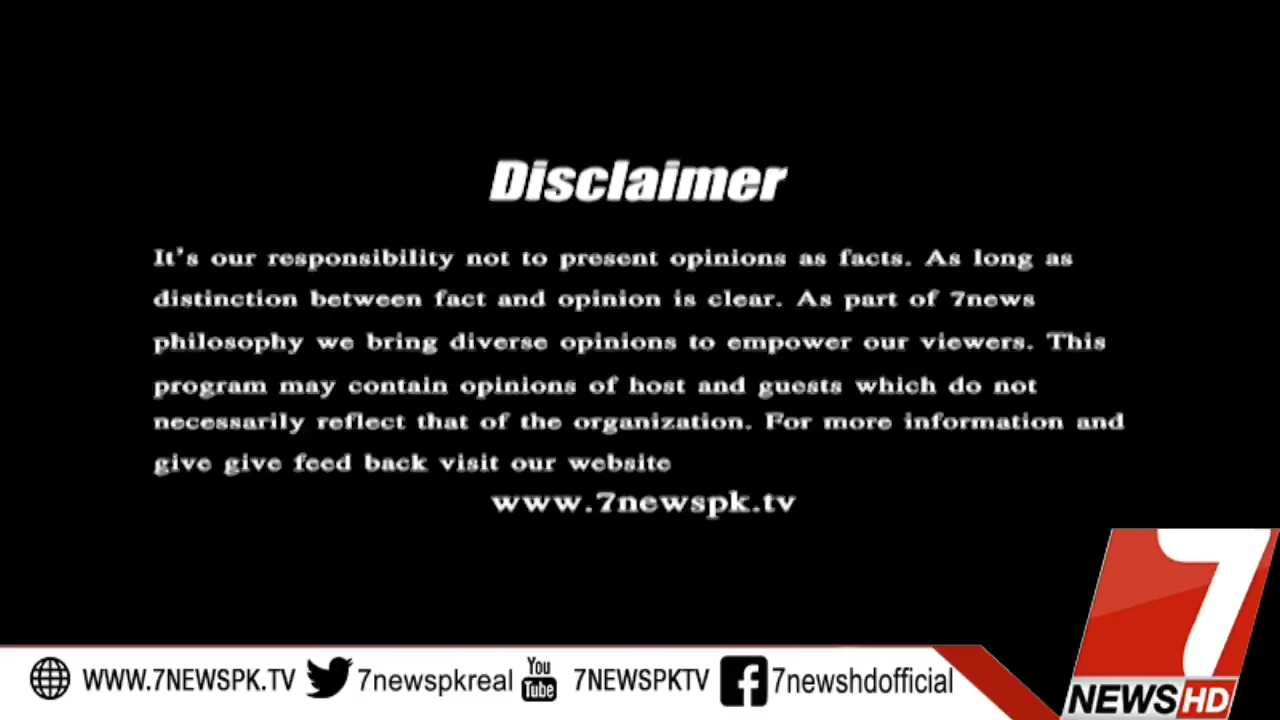 Disclaimer
It's our responsibility not to present opinions as facts. As long as
distinction between fact and opinion is clear. As part of 7news
philosophy we bring diverse opinions to empower our viewers. This
program may contain opinions of host and guests which do not
necessarily reflect that of the organization. For more information and
give give feed back visit our website
www.7newspk.tv
7
NEWS HD
WWW.7NEWSPK.TV 7newspkreal You Tube 7NEWSPKTV f 7newshdofficial